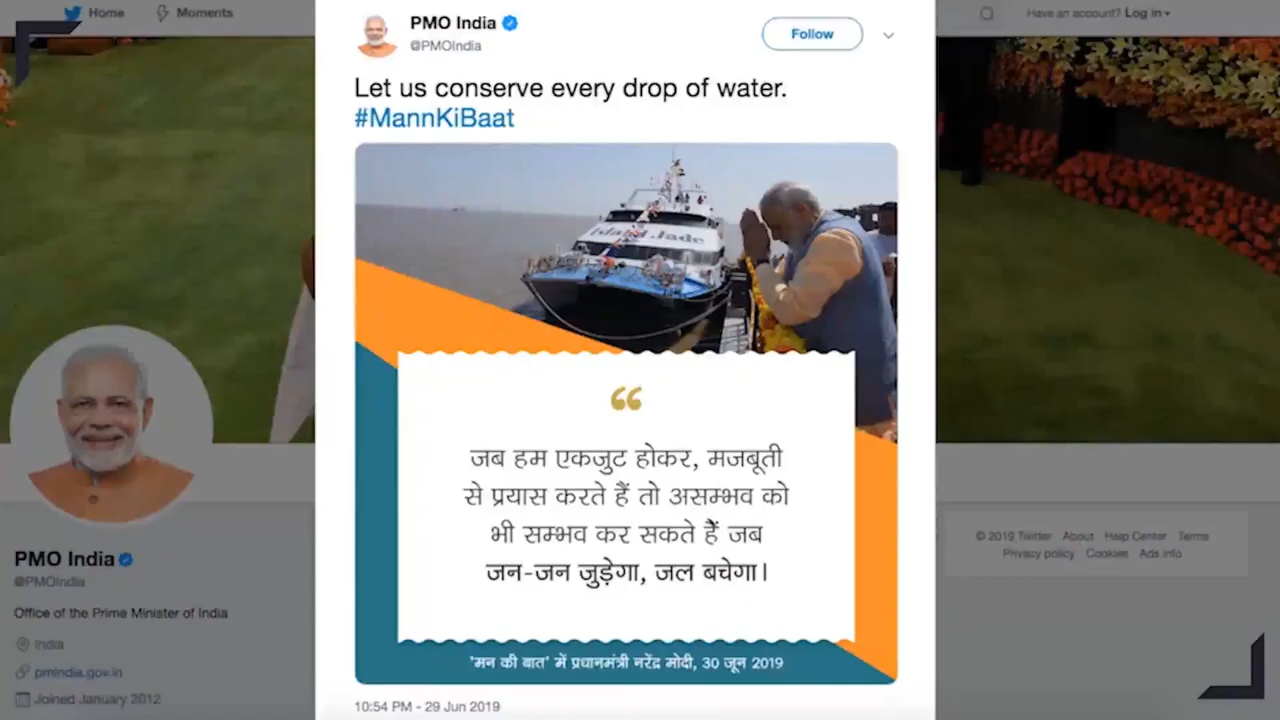 Home Moments
Have an account? Log in
PMO India
@PMOIndia
Follow
Let us conserve every drop of water.
#MannKiBaat
Island Jade
“
जब हम एकजुट होकर, मजबूती
से प्रयास करते हैं तो असम्भव को
भी सम्भव कर सकते हैं जब
जन-जन जुड़ेगा, जल बचेगा।
'मन की बात' में प्रधानमंत्री नरेंद्र मोदी, 30 जून 2019
10:54 PM - 29 Jun 2019
PMO India
@PMOIndia
Office of the Prime Minister of India
India
pmindia.gov.in
Joined January 2012
© 2019 Twitter About Help Center Terms
Privacy policy Cookies Ads info